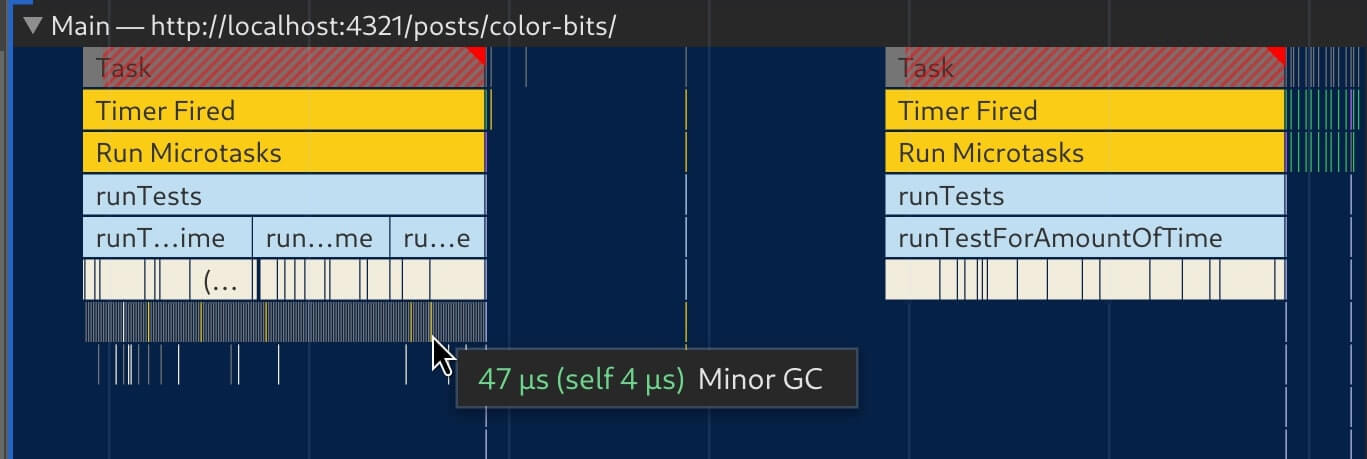 Main — http://localhost:4321/posts/color-bits/
Task Task
Timer Fired Timer Fired
Run Microtasks Run Microtasks
runTests runTests
runT…ime run…me ru…e runTestForAmountOfTime
(…
47 µs (self 4 µs) Minor GC